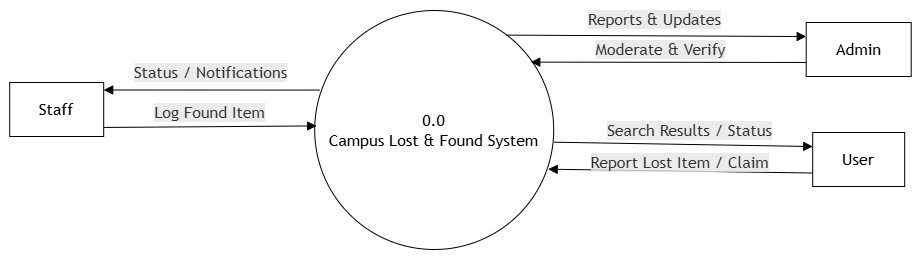 Reports & Updates
Admin
Moderate & Verify
Status / Notifications
Staff
Log Found Item
0.0
Campus Lost & Found System
Search Results / Status
User
Report Lost Item / Claim